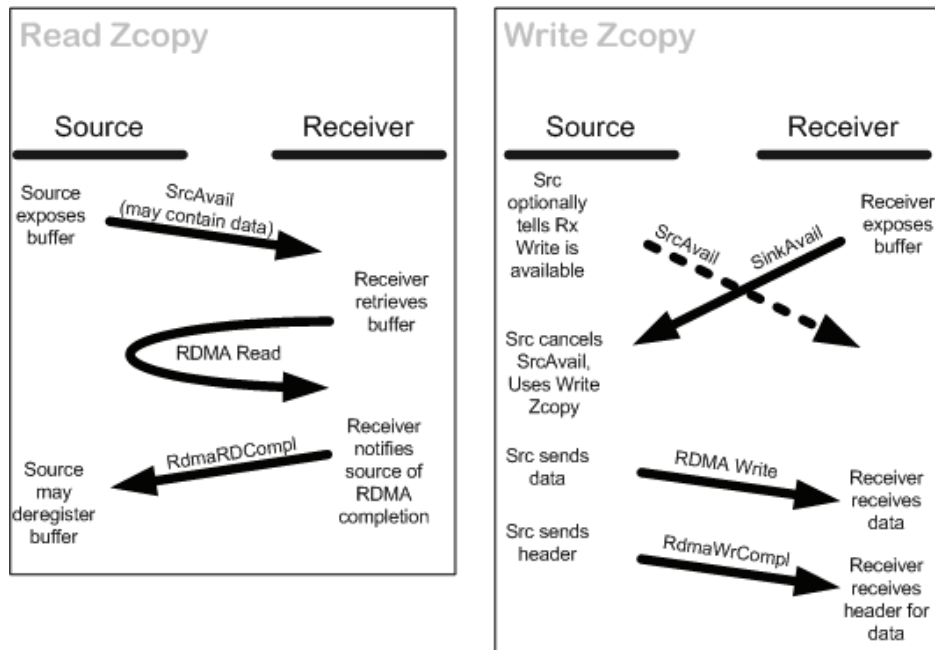 Read Zcopy
Source
Receiver
Source
exposes
buffer
SrcAvail
(may contain data)
Receiver
retrieves
buffer
RDMA Read
Receiver
notifies
source of
RDMA
completion
RdmaRDCompl
Source
may
deregister
buffer
Write Zcopy
Source
Receiver
Src
optionally
tells Rx
Write is
available
SrcAvail
SinkAvail
Receiver
exposes
buffer
Src cancels
SrcAvail,
Uses Write
Zcopy
Src sends
data
RDMA Write
Receiver
receives
data
Src sends
header
RdmaWrCompl
Receiver
receives
header for
data